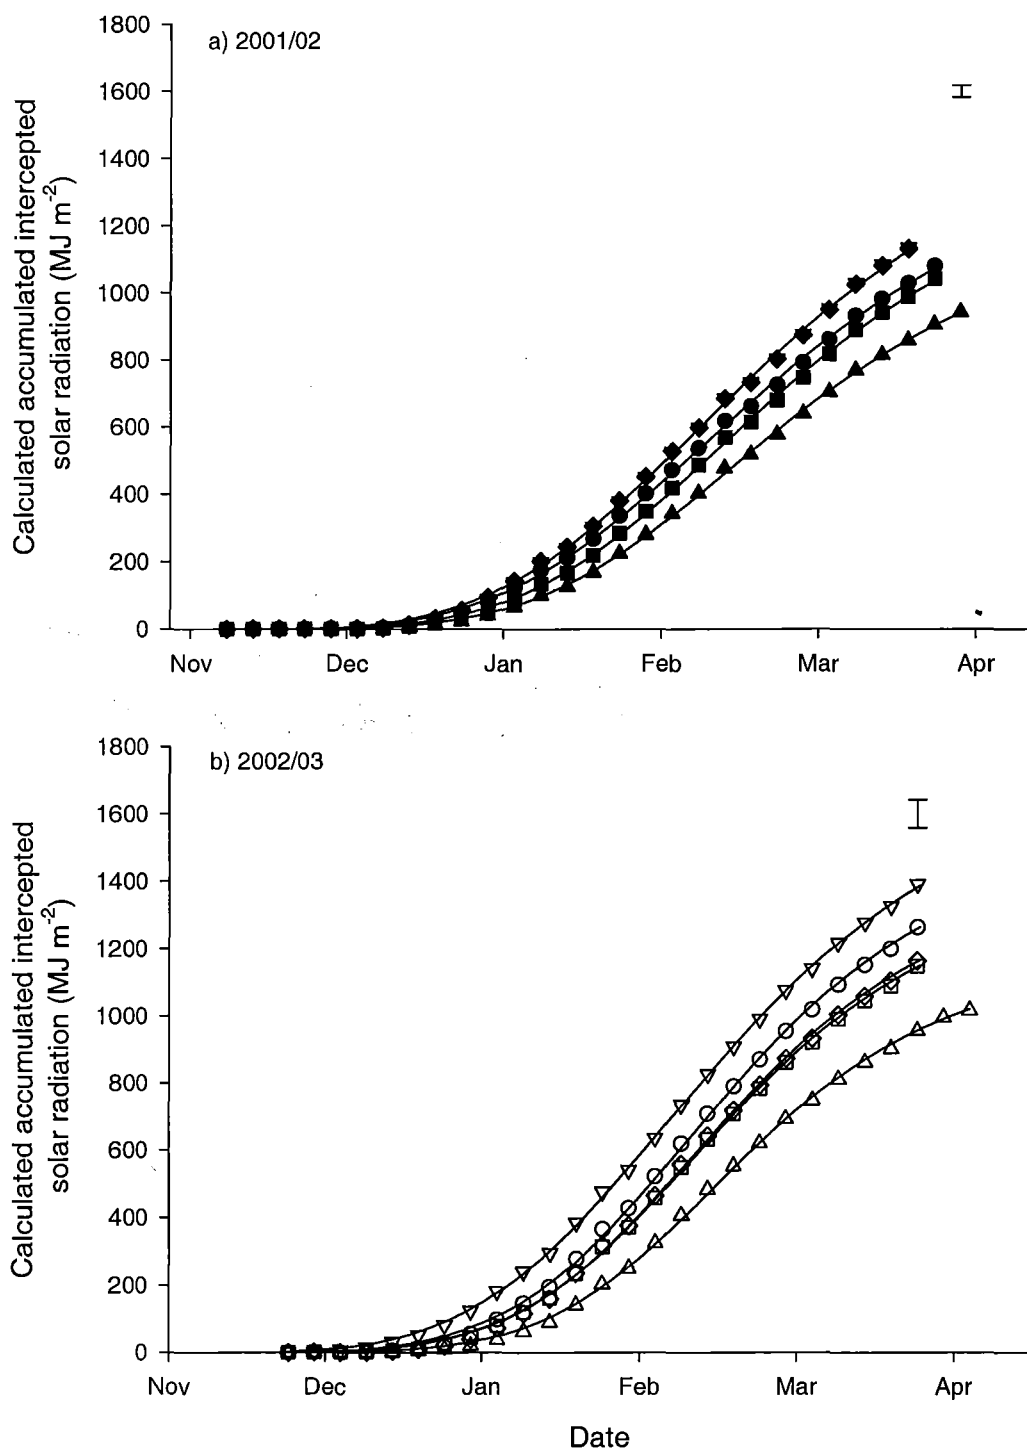 1800
a) 2001/02
1600
1400
1200
1000
800
600
400
200
0
Calculated accumulated intercepted
solar radiation (MJ m-2)
Nov Dec Jan Feb Mar Apr
1800
b) 2002/03
1600
1400
1200
1000
800
600
400
200
0
Calculated accumulated intercepted
solar radiation (MJ m-2)
Nov Dec Jan Feb Mar Apr
Date